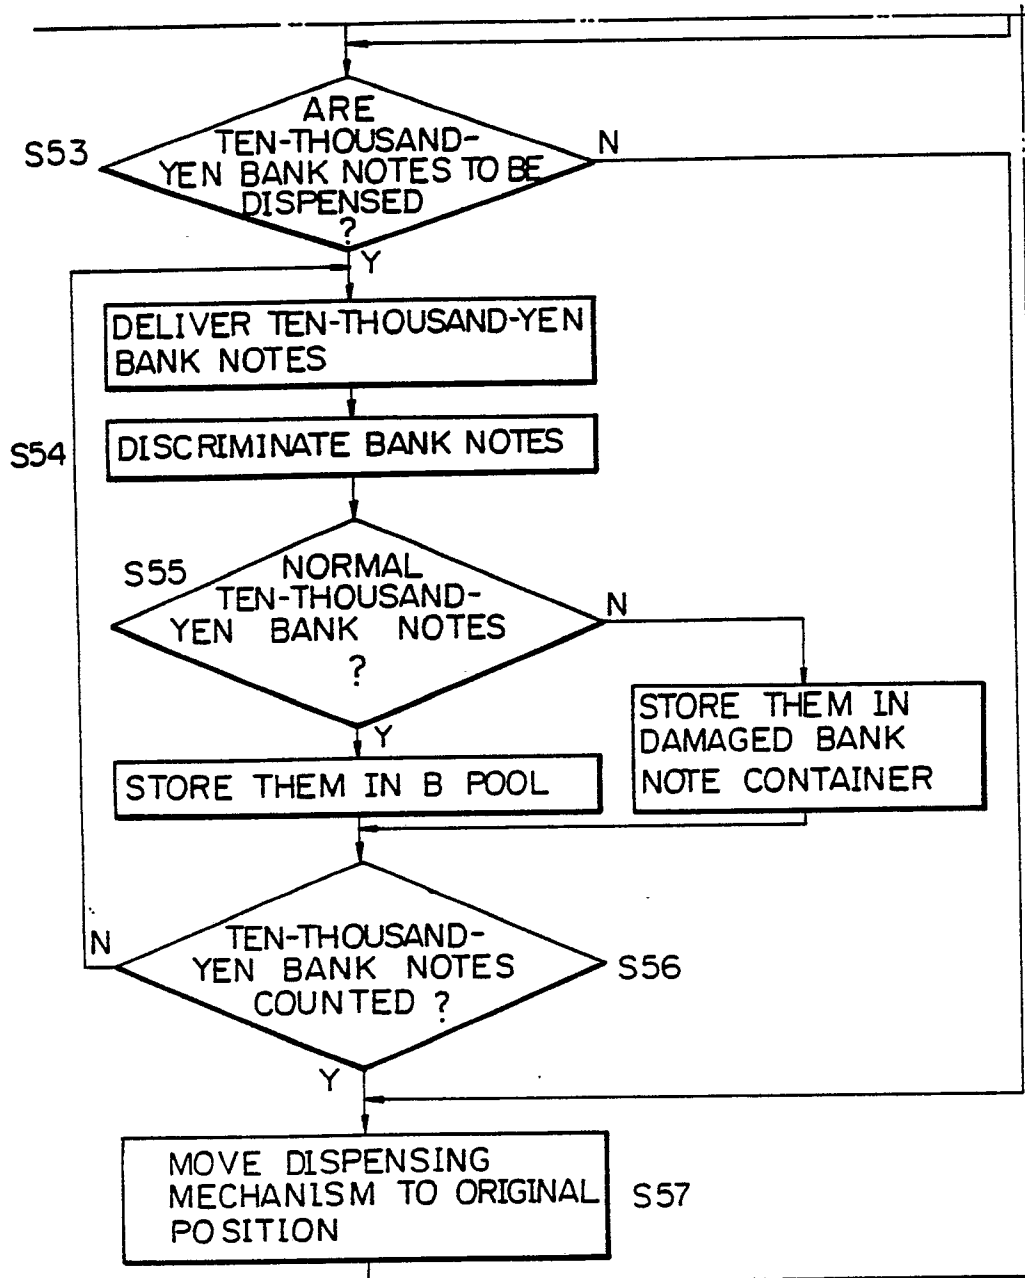 ARE
TEN-THOUSAND-
YEN BANK NOTES TO BE
DISPENSED
?
S53
N
Y
DELIVER TEN-THOUSAND-YEN
BANK NOTES
DISCRIMINATE BANK NOTES
S54
S55
NORMAL
TEN-THOUSAND-
YEN BANK NOTES
?
N
Y
STORE THEM IN
DAMAGED BANK
NOTE CONTAINER
STORE THEM IN B POOL
TEN-THOUSAND-
YEN BANK NOTES
COUNTED ?
N
S56
Y
MOVE DISPENSING
MECHANISM TO ORIGINAL
POSITION
S57